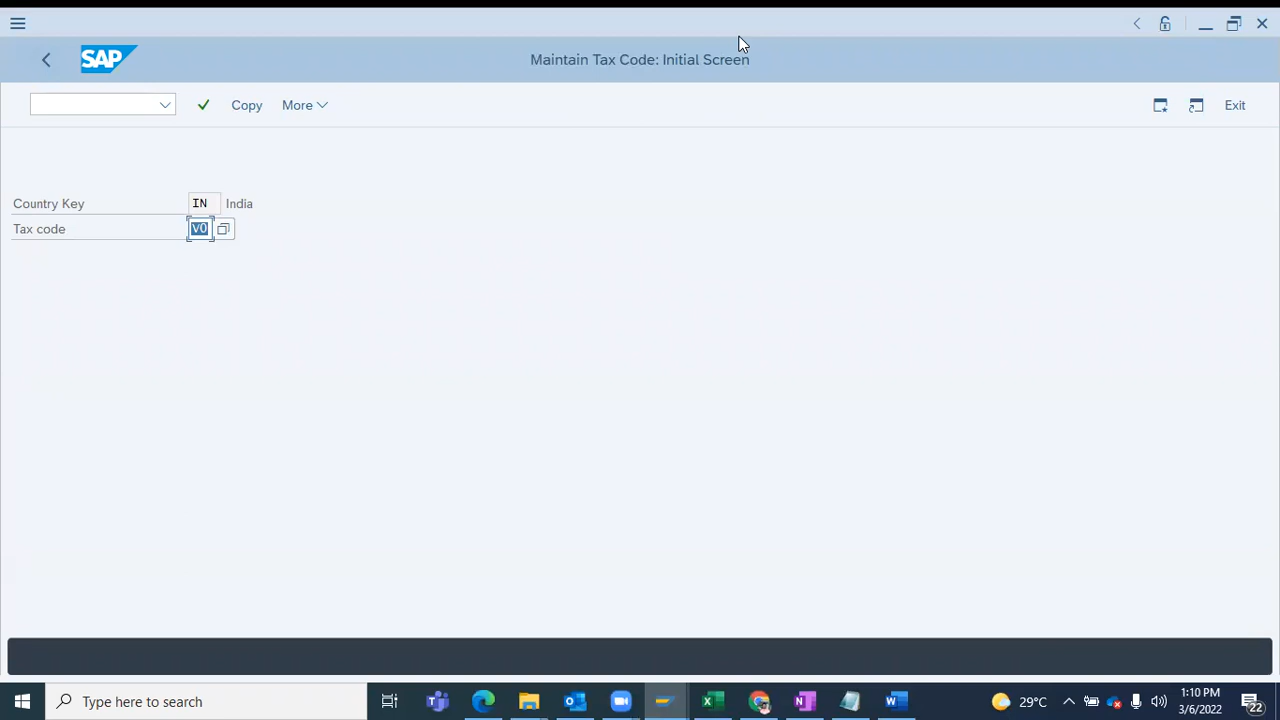 SAP
Maintain Tax Code: Initial Screen
Copy
More
Exit
Country Key IN India
Tax code V0
Type here to search
29°C
1:10 PM
3/6/2022
22